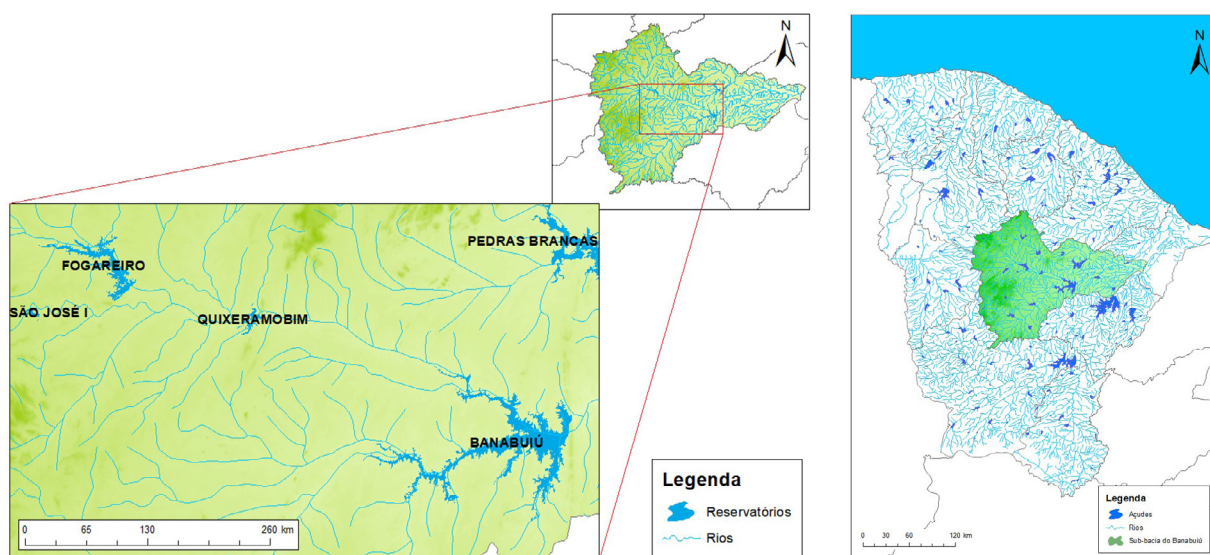 N
FOGAREIRO
PEDRAS BRANCAS
SÃO JOSÉ I
QUIXERAMOBIM
BANABUIÚ
0 65 130 260 km
Legenda
Reservatórios
Rios
N
Legenda
Açudes
Rios
Sub-bacia do Banabuiú
0 30 60 120 km